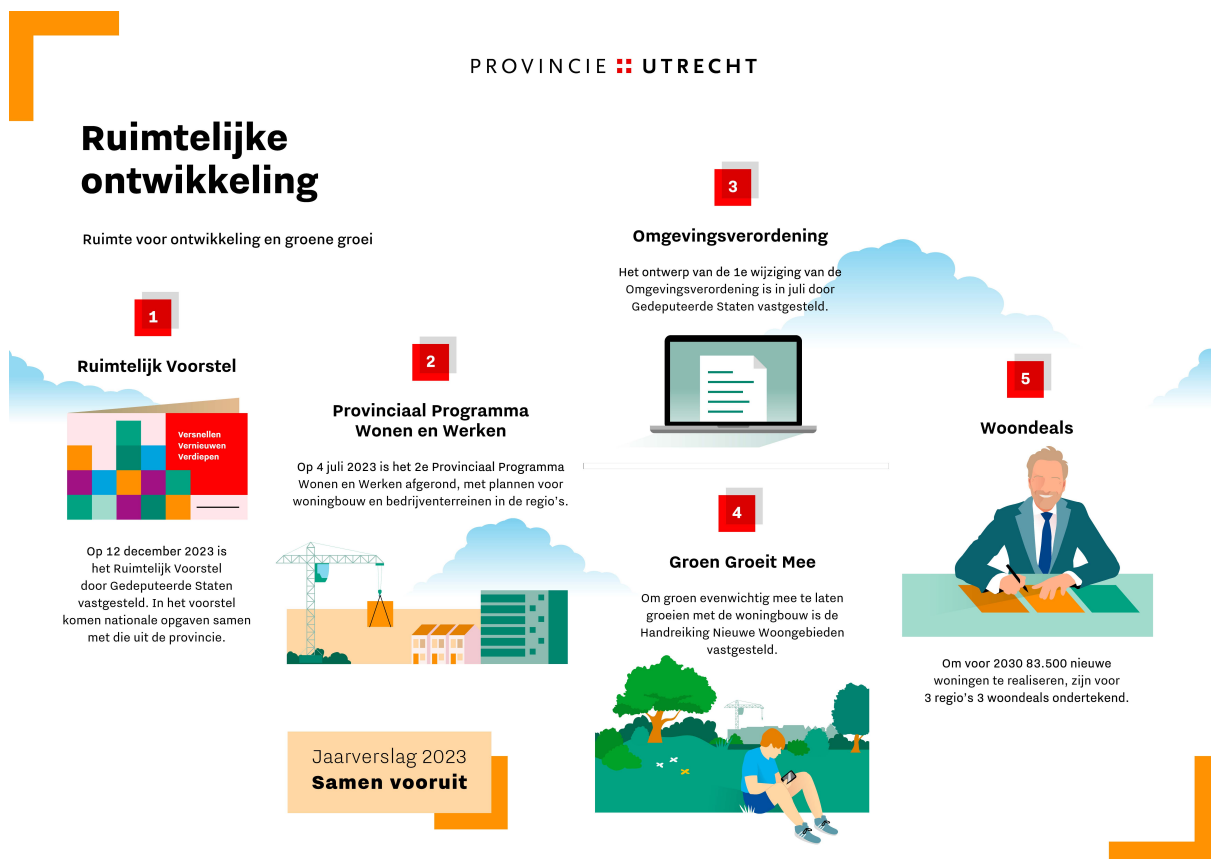 PROVINCIE UTRECHT
Ruimtelijke
ontwikkeling
Ruimte voor ontwikkeling en groene groei
1
Ruimtelijk Voorstel
Versnellen
Vernieuwen
Verdiepen
Op 12 december 2023 is
het Ruimtelijk Voorstel
door Gedeputeerde Staten
vastgesteld. In het voorstel
komen nationale opgaven samen
met die uit de provincie.
2
Provinciaal Programma
Wonen en Werken
Op 4 juli 2023 is het 2e Provinciaal Programma
Wonen en Werken afgerond, met plannen voor
woningbouw en bedrijventerreinen in de regio's.
3
Omgevingsverordening
Het ontwerp van de 1e wijziging van de
Omgevingsverordening is in juli door
Gedeputeerde Staten vastgesteld.
4
Groen Groeit Mee
Om groen evenwichtig mee te laten
groeien met de woningbouw is de
Handreiking Nieuwe Woongebieden
vastgesteld.
5
Woondeals
Om voor 2030 83.500 nieuwe
woningen te realiseren, zijn voor
3 regio's 3 woondeals ondertekend.
Jaarverslag 2023
Samen vooruit